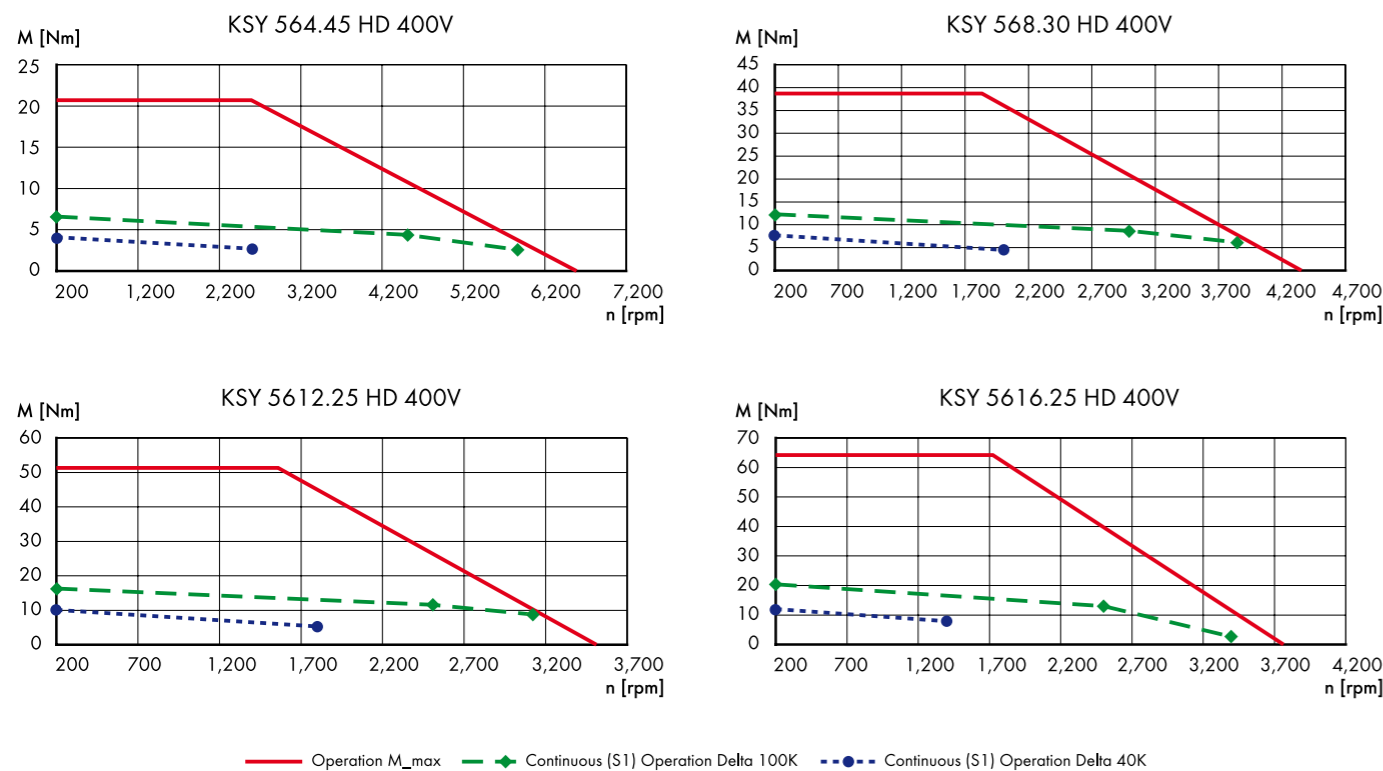 KSY 564.45 HD 400V
M [Nm]
25
20
15
10
5
0
200 1,200 2,200 3,200 4,200 5,200 6,200 7,200
n [rpm]
KSY 568.30 HD 400V
M [Nm]
45
40
35
30
25
20
15
10
5
0
200 700 1,200 1,700 2,200 2,700 3,200 3,700 4,200 4,700
n [rpm]
KSY 5612.25 HD 400V
M [Nm]
60
50
40
30
20
10
0
200 700 1,200 1,700 2,200 2,700 3,200 3,700
n [rpm]
KSY 5616.25 HD 400V
M [Nm]
70
60
50
40
30
20
10
0
200 700 1,200 1,700 2,200 2,700 3,200 3,700 4,200
n [rpm]
Operation M_max Continuous (S1) Operation Delta 100K Continuous (S1) Operation Delta 40K